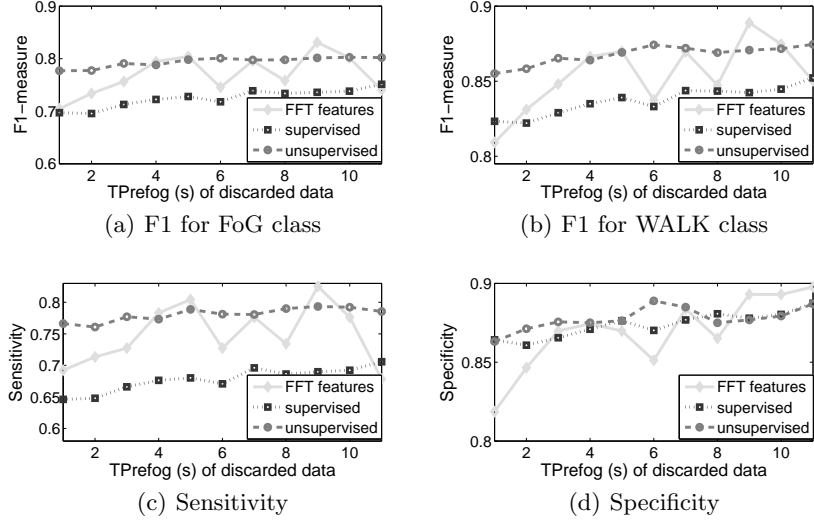 0.9
0.8
0.7
0.6
F1−measure
2 4 6 8 10
TPrefog (s) of discarded data
FFT features
supervised
unsupervised
(a) F1 for FoG class
0.9
0.85
0.8
F1−measure
2 4 6 8 10
TPrefog (s) of discarded data
FFT features
supervised
unsupervised
(b) F1 for WALK class
0.8
0.75
0.7
0.65
0.6
Sensitivity
2 4 6 8 10
TPrefog (s) of discarded data
FFT features
supervised
unsupervised
(c) Sensitivity
0.9
0.85
0.8
Specificity
2 4 6 8 10
TPrefog (s) of discarded data
FFT features
supervised
unsupervised
(d) Specificity